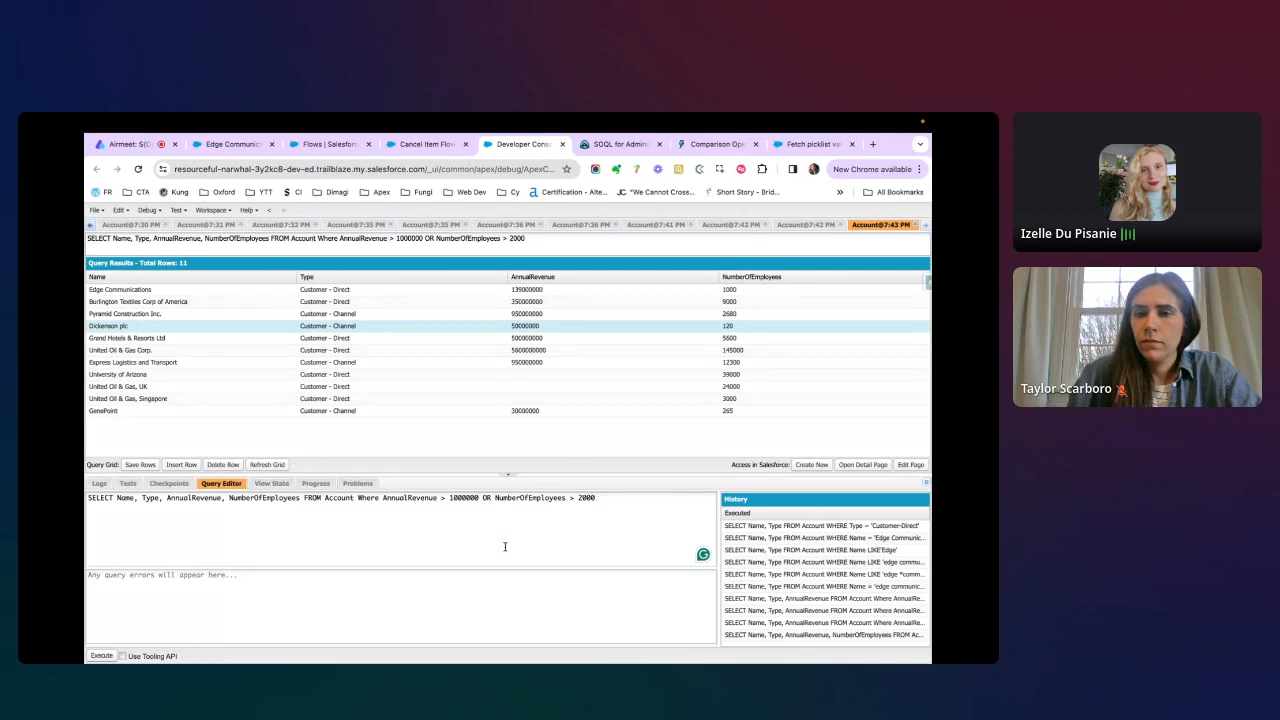 Airmeet: S(O
Edge Communic
Flows | Salesforc
Cancel Item Flow
Developer Conso
SOQL for Admins
Comparison Ope
Fetch picklist va
resourceful-narwhal-3y2kc8-dev-ed.trailblaze.my.salesforce.com/_ui/common/apex/debug/ApexC...
New Chrome available
FR
CTA
Kung
Oxford
YTT
CI
Dimagi
Apex
Fungi
Web Dev
Cy
Certification - Alte...
"We Cannot Cross...
Short Story - Brid...
»
All Bookmarks
File
Edit
Debug
Test
Workspace
Help
<
>
Account@7:30 PM
Account@7:31 PM
Account@7:32 PM
Account@7:35 PM
Account@7:35 PM
Account@7:36 PM
Account@7:36 PM
Account@7:41 PM
Account@7:42 PM
Account@7:42 PM
Account@7:43 PM
SELECT Name, Type, AnnualRevenue, NumberOfEmployees FROM Account Where AnnualRevenue > 1000000 OR NumberOfEmployees > 2000
Query Results - Total Rows: 11
Name Type AnnualRevenue NumberOfEmployees
Edge Communications Customer - Direct 139000000 1000
Burlington Textiles Corp of America Customer - Direct 350000000 9000
Pyramid Construction Inc. Customer - Channel 950000000 2680
Dickenson plc Customer - Channel 50000000 120
Grand Hotels & Resorts Ltd Customer - Direct 500000000 5600
United Oil & Gas Corp. Customer - Direct 5600000000 145000
Express Logistics and Transport Customer - Channel 950000000 12300
University of Arizona Customer - Direct 39000
United Oil & Gas, UK Customer - Direct 24000
United Oil & Gas, Singapore Customer - Direct 3000
GenePoint Customer - Channel 30000000 265
Query Grid: Save Rows Insert Row Delete Row Refresh Grid
Access in Salesforce: Create New Open Detail Page Edit Page
Logs Tests Checkpoints Query Editor View State Progress Problems
SELECT Name, Type, AnnualRevenue, NumberOfEmployees FROM Account Where AnnualRevenue > 1000000 OR NumberOfEmployees > 2000
Any query errors will appear here...
Execute Use Tooling API
History
Executed
SELECT Name, Type FROM Account WHERE Type = 'Customer-Direct'
SELECT Name, Type FROM Account WHERE Name = 'Edge Communic...
SELECT Name, Type FROM Account WHERE Name LIKE'Edge'
SELECT Name, Type FROM Account WHERE Name LIKE 'edge commu...
SELECT Name, Type FROM Account WHERE Name LIKE 'edge *comm...
SELECT Name, Type FROM Account WHERE Name = 'edge communic...
SELECT Name, Type, AnnualRevenue FROM Account Where AnnualRe...
SELECT Name, Type, AnnualRevenue FROM Account Where AnnualRe...
SELECT Name, Type, AnnualRevenue FROM Account Where AnnualRe...
SELECT Name, Type, AnnualRevenue, NumberOfEmployees FROM Ac...
Izelle Du Pisanie
Taylor Scarboro